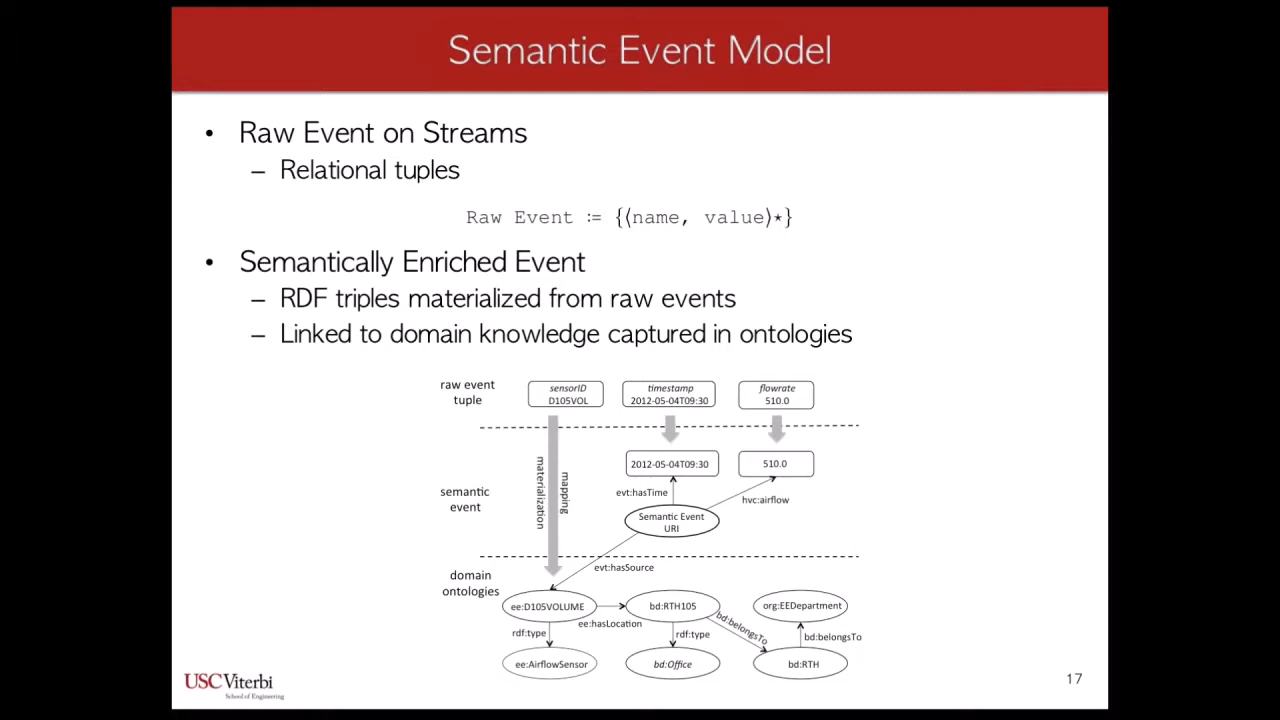 Semantic Event Model
• Raw Event on Streams
– Relational tuples
Raw Event := {⟨name, value⟩⋆}
• Semantically Enriched Event
– RDF triples materialized from raw events
– Linked to domain knowledge captured in ontologies
raw event
tuple
sensorID
D105VOL
timestamp
2012-05-04T09:30
flowrate
510.0
semantic
event
materialization
mapping
2012-05-04T09:30
510.0
evt:hasTime
hvc:airflow
Semantic Event
URI
evt:hasSource
domain
ontologies
ee:D105VOLUME
ee:hasLocation
bd:RTH105
bd:belongsTo
org:EEDepartment
rdf:type
rdf:type
bd:belongsTo
ee:AirflowSensor
bd:Office
bd:RTH
USC Viterbi
School of Engineering
17